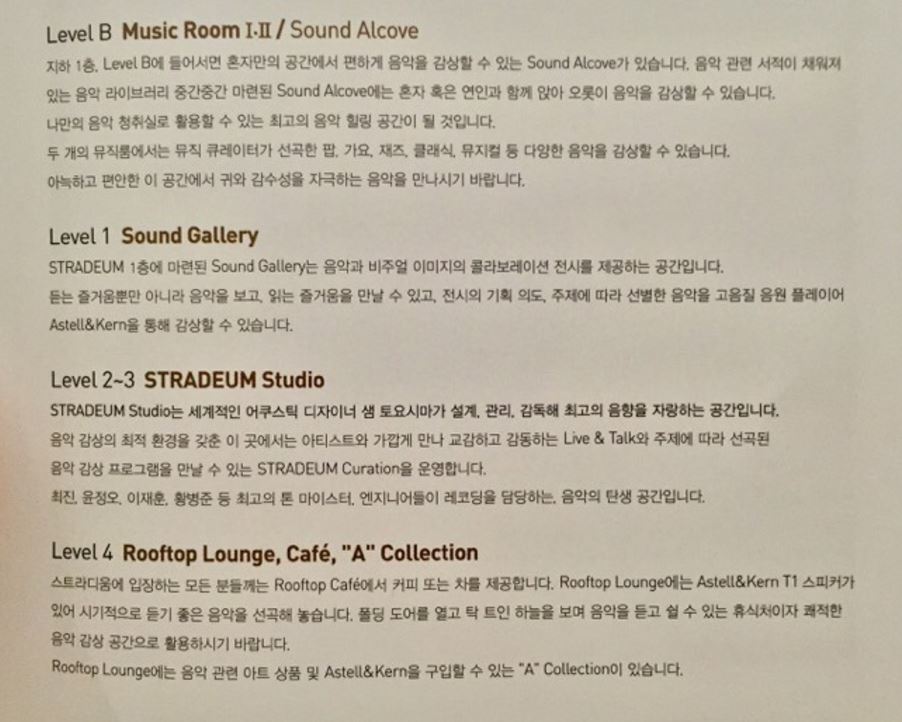 Level B Music Room I·II / Sound Alcove
지하 1층, Level B에 들어서면 혼자만의 공간에서 편하게 음악을 감상할 수 있는 Sound Alcove가 있습니다. 음악 관련 서적이 채워져
있는 음악 라이브러리 중간중간 마련된 Sound Alcove에는 혼자 혹은 연인과 함께 앉아 오롯이 음악을 감상할 수 있습니다.
나만의 음악 청취실로 활용할 수 있는 최고의 음악 힐링 공간이 될 것입니다.
두 개의 뮤직룸에서는 뮤직 큐레이터가 선곡한 팝, 가요, 재즈, 클래식, 뮤지컬 등 다양한 음악을 감상할 수 있습니다.
아늑하고 편안한 이 공간에서 귀와 감수성을 자극하는 음악을 만나시기 바랍니다.
Level 1 Sound Gallery
STRADEUM 1층에 마련된 Sound Gallery는 음악과 비주얼 이미지의 콜라보레이션 전시를 제공하는 공간입니다.
듣는 즐거움뿐만 아니라 음악을 보고, 읽는 즐거움을 만날 수 있고, 전시의 기획 의도, 주제에 따라 선별한 음악을 고음질 음원 플레이어
Astell&Kern을 통해 감상할 수 있습니다.
Level 2~3 STRADEUM Studio
STRADEUM Studio는 세계적인 어쿠스틱 디자이너 샘 토요시마가 설계, 관리, 감독해 최고의 음향을 자랑하는 공간입니다.
음악 감상의 최적 환경을 갖춘 이 곳에서는 아티스트와 가깝게 만나 교감하고 감동하는 Live & Talk와 주제에 따라 선곡된
음악 감상 프로그램을 만날 수 있는 STRADEUM Curation을 운영합니다.
최진, 윤정오, 이재훈, 황병준 등 최고의 톤 마이스터, 엔지니어들이 레코딩을 담당하는, 음악의 탄생 공간입니다.
Level 4 Rooftop Lounge, Café, "A" Collection
스트라디움에 입장하는 모든 분들께는 Rooftop Café에서 커피 또는 차를 제공합니다. Rooftop Lounge에는 Astell&Kern T1 스피커가
있어 시기적으로 듣기 좋은 음악을 선곡해 놓습니다. 폴딩 도어를 열고 탁 트인 하늘을 보며 음악을 듣고 쉴 수 있는 휴식처이자 쾌적한
음악 감상 공간으로 활용하시기 바랍니다.
Rooftop Lounge에는 음악 관련 아트 상품 및 Astell&Kern을 구입할 수 있는 "A" Collection이 있습니다.